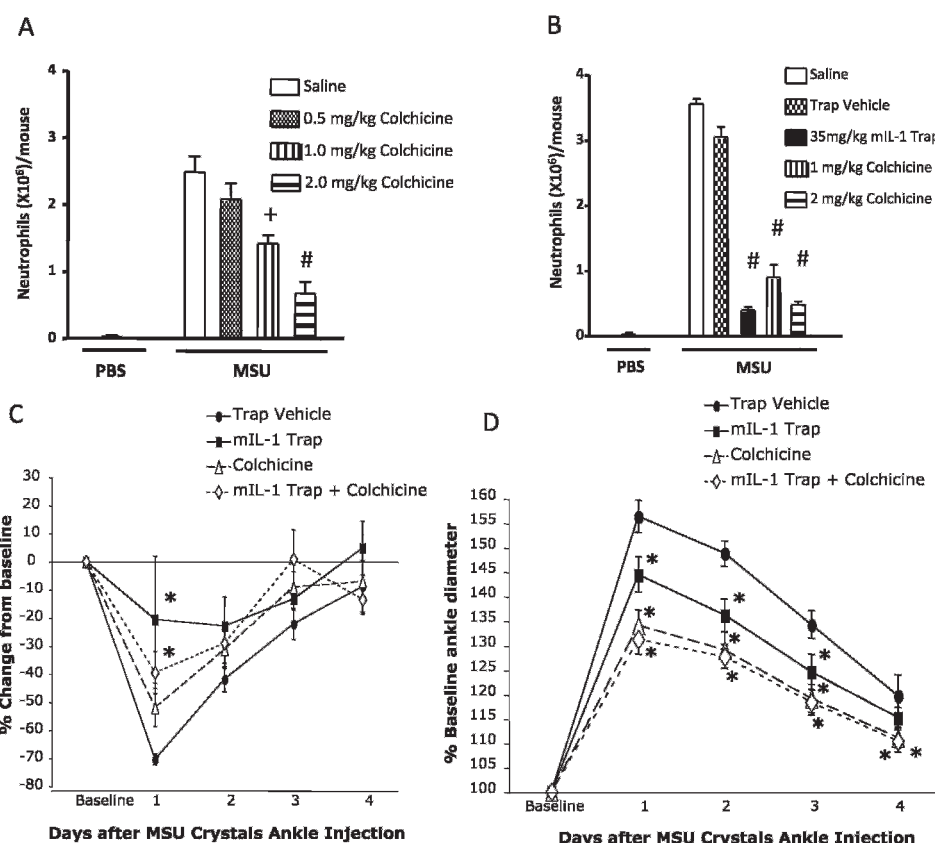 A
4
3
2
1
0
Neutrophils (X10⁶)/mouse
Saline
0.5 mg/kg Colchicine
1.0 mg/kg Colchicine
2.0 mg/kg Colchicine
+
#
PBS
MSU
B
4
3
2
1
0
Neutrophils (X10⁶)/mouse
Saline
Trap Vehicle
35mg/kg mIL-1 Trap
1 mg/kg Colchicine
2 mg/kg Colchicine
#
#
#
PBS
MSU
C
Trap Vehicle
mIL-1 Trap
Colchicine
mIL-1 Trap + Colchicine
30
20
10
0
-10
-20
-30
-40
-50
-60
-70
-80
% Change from baseline
*
*
Baseline 1 2 3 4
Days after MSU Crystals Ankle Injection
D
Trap Vehicle
mIL-1 Trap
Colchicine
mIL-1 Trap + Colchicine
160
155
150
145
140
135
130
125
120
115
110
105
100
% Baseline ankle diameter
*
*
*
*
*
*
*
*
*
*
*
Baseline 1 2 3 4
Days after MSU Crystals Ankle Injection